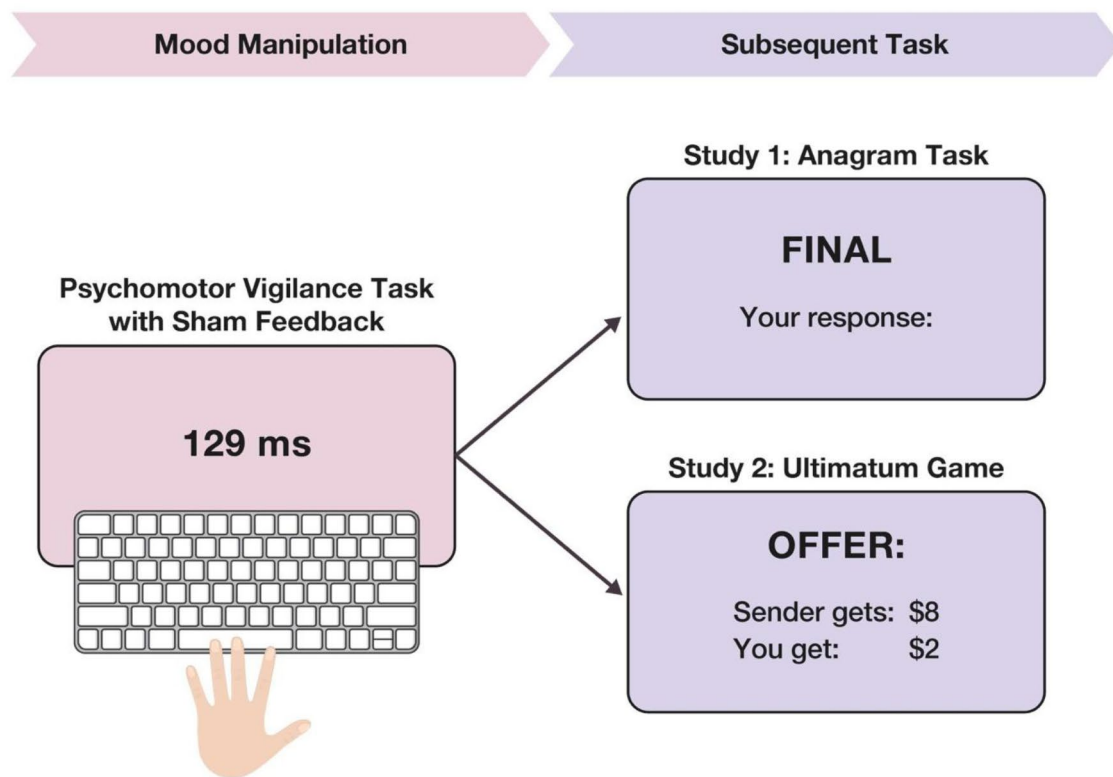 Mood Manipulation
Subsequent Task
Psychomotor Vigilance Task
with Sham Feedback
129 ms
Study 1: Anagram Task
FINAL
Your response:
Study 2: Ultimatum Game
OFFER:
Sender gets: $8
You get: $2